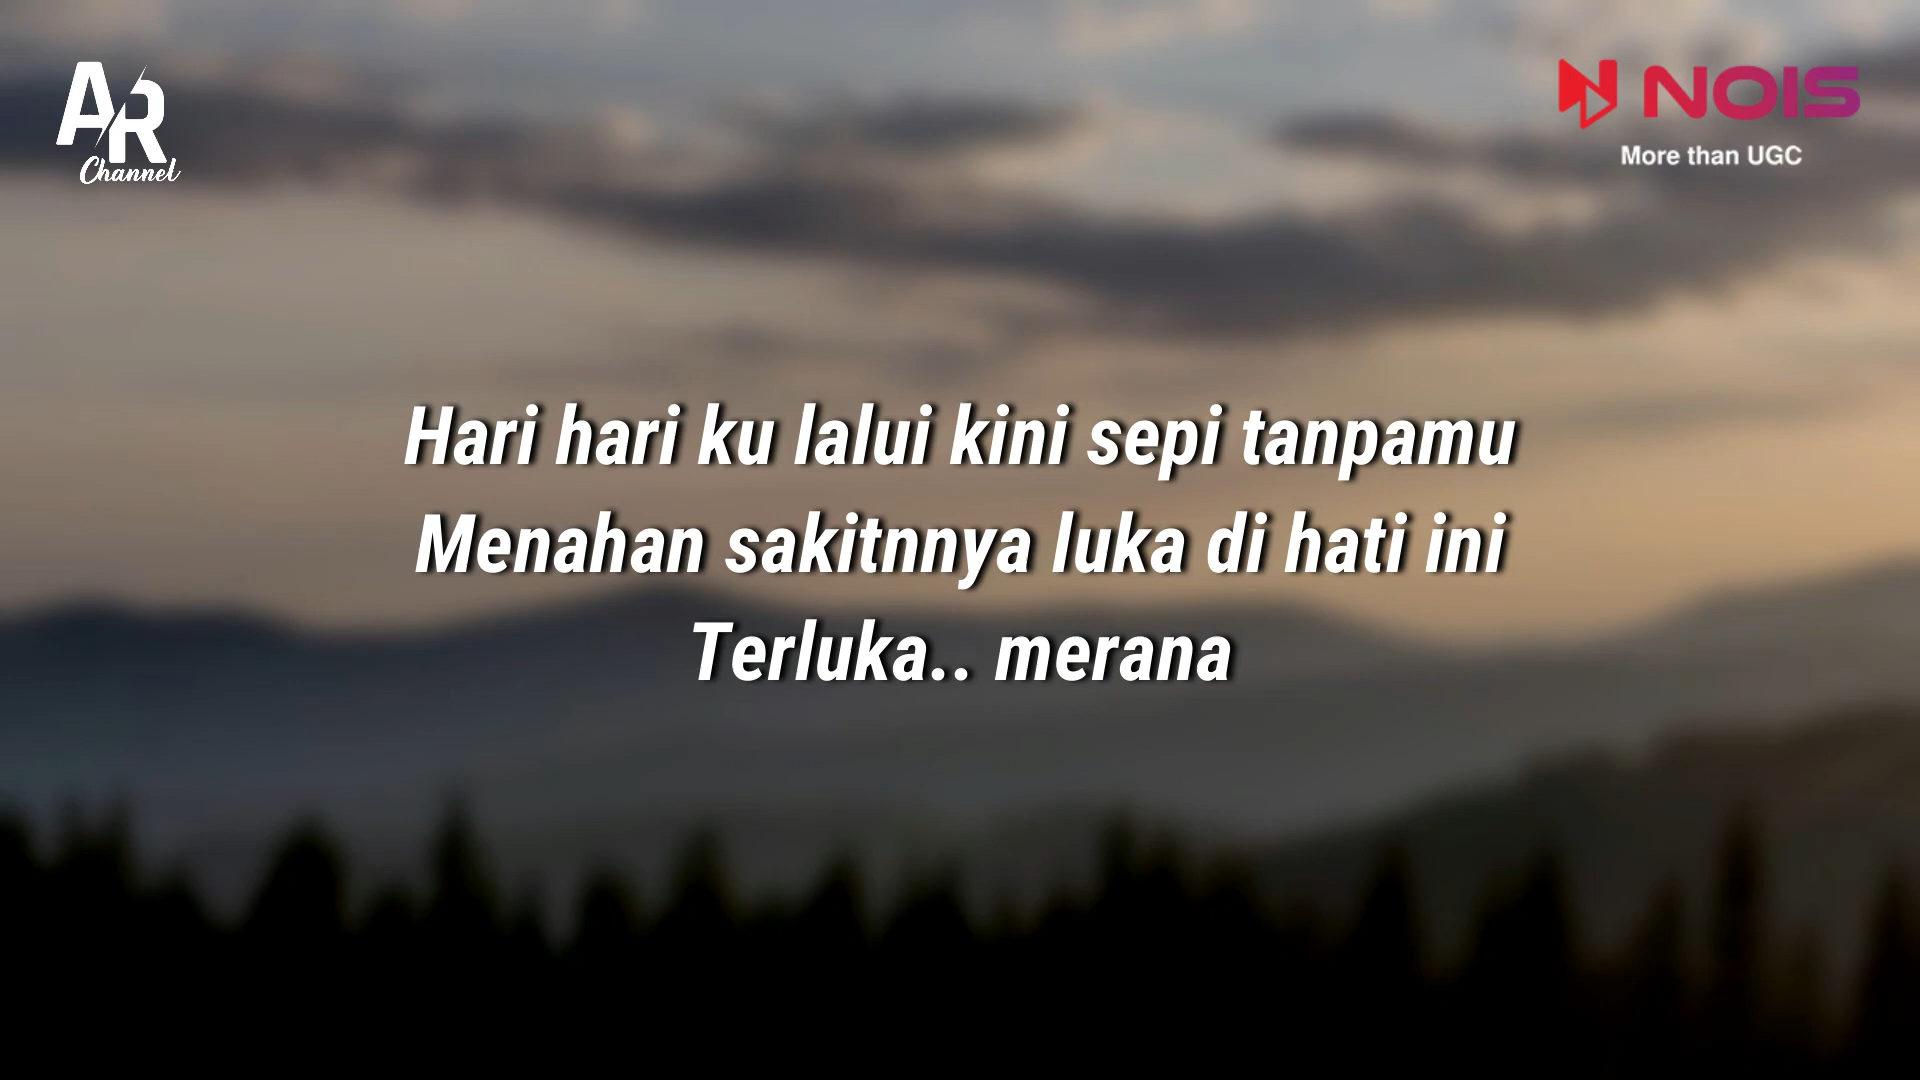 AR
Channel
NOIS
More than UGC
Hari hari ku lalui kini sepi tanpamu
Menahan sakitnnya luka di hati ini
Terluka.. merana